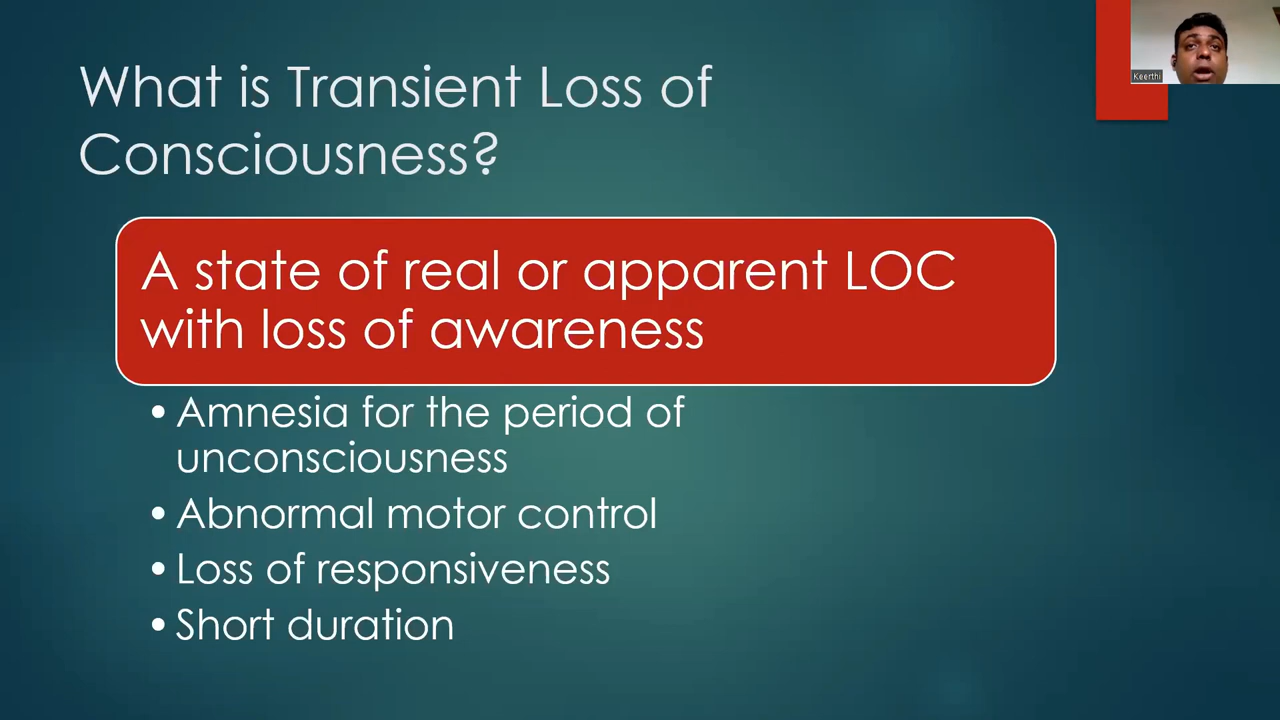 What is Transient Loss of
Consciousness?
Keerthi
A state of real or apparent LOC
with loss of awareness
• Amnesia for the period of
unconsciousness
• Abnormal motor control
• Loss of responsiveness
• Short duration